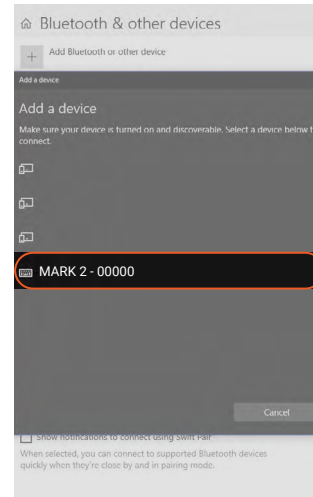 Bluetooth & other devices
Add Bluetooth or other device
Add a device
Add a device
Make sure your device is turned on and discoverable. Select a device below t
connect.
MARK 2 - 00000
Cancel
Show notifications to connect using Swift Pair
When selected, you can connect to supported Bluetooth devices
quickly when they're close by and in pairing mode.